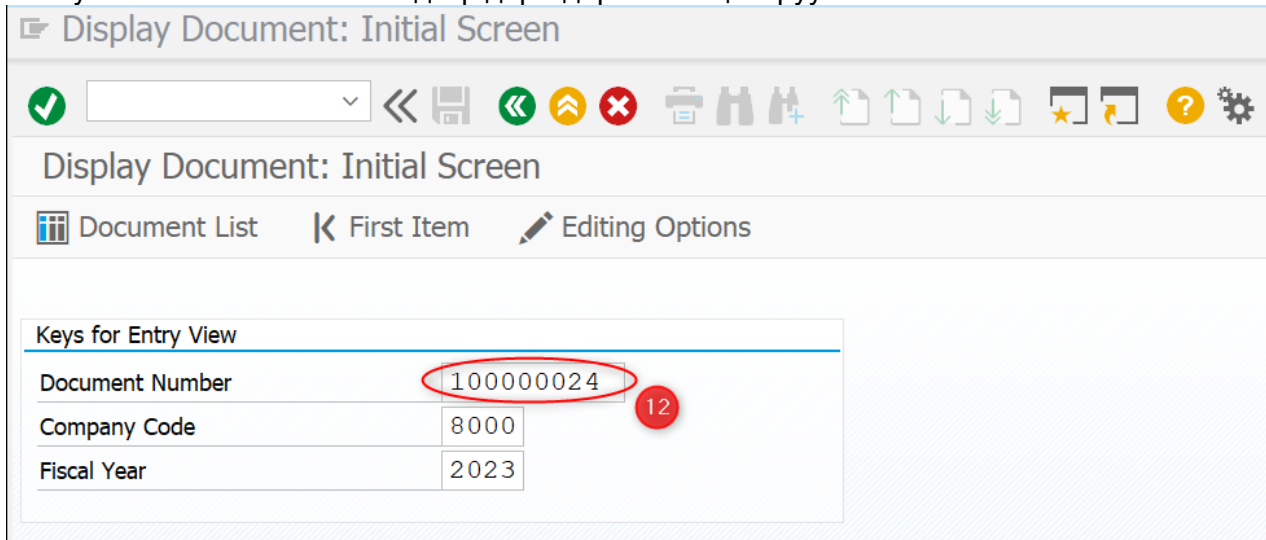 Display Document: Initial Screen
Display Document: Initial Screen
Document List First Item Editing Options
Keys for Entry View
Document Number 100000024
12
Company Code 8000
Fiscal Year 2023